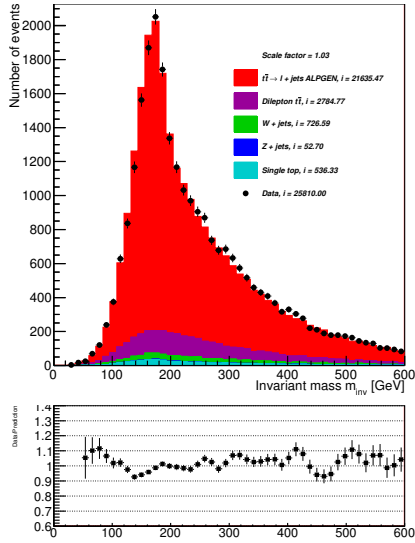 Number of events
2000
1800
1600
1400
1200
1000
800
600
400
200
0
Scale factor = 1.03
tt̄→ l + jets ALPGEN, i = 21635.47
Dilepton tt̄, i = 2784.77
W + jets, i = 726.59
Z + jets, i = 52.70
Single top, i = 536.33
Data, i = 25810.00
0 100 200 300 400 500 600
Invariant mass m_inv [GeV]
Data/Prediction
1.4
1.3
1.2
1.1
1
0.9
0.8
0.7
0.6
0 100 200 300 400 500 600